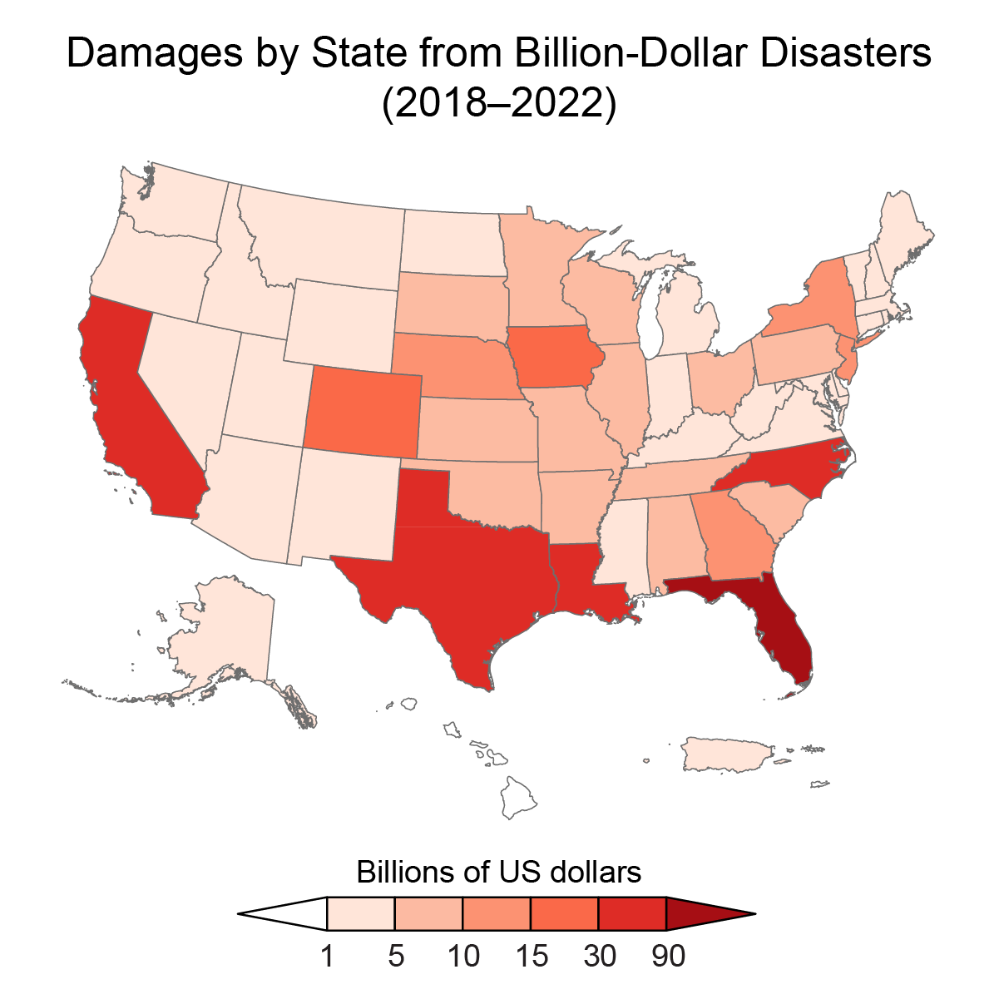 Damages by State from Billion-Dollar Disasters
(2018–2022)
Billions of US dollars
1 5 10 15 30 90